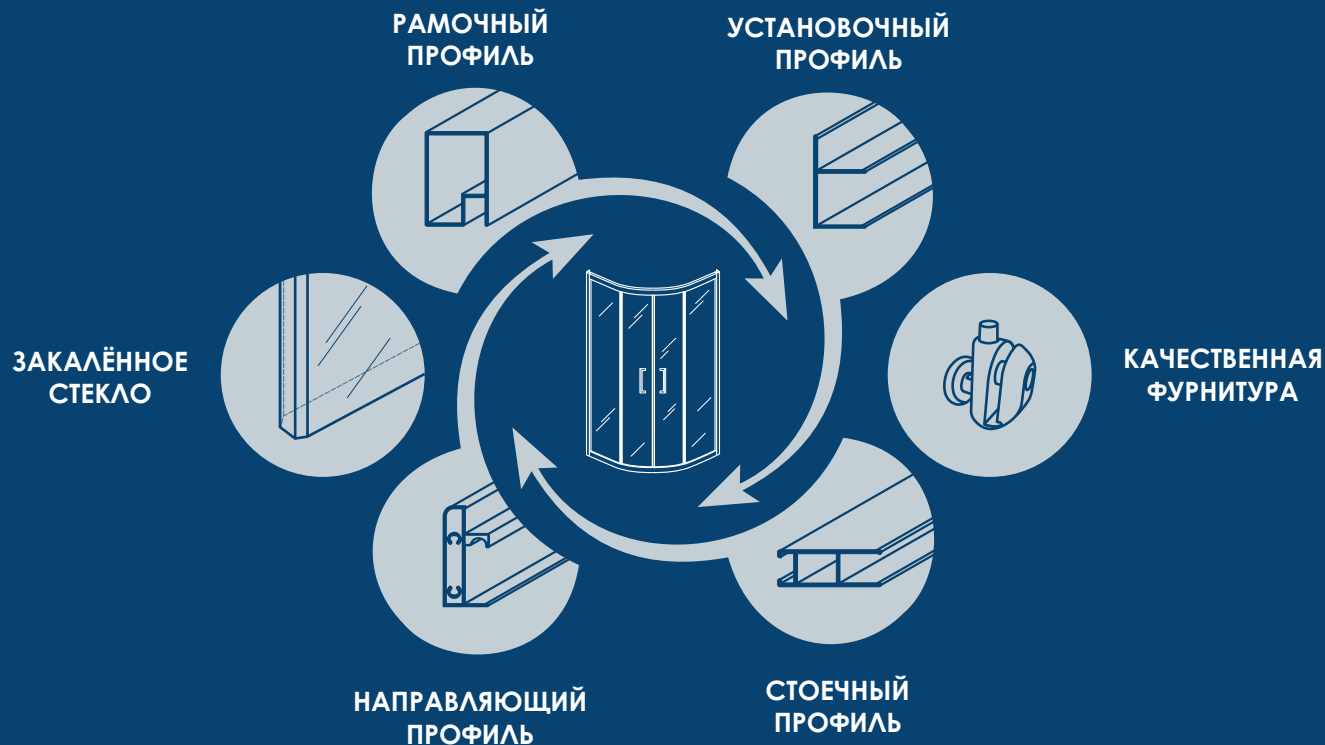 РАМОЧНЫЙ
ПРОФИЛЬ
УСТАНОВОЧНЫЙ
ПРОФИЛЬ
ЗАКАЛЁННОЕ
СТЕКЛО
КАЧЕСТВЕННАЯ
ФУРНИТУРА
НАПРАВЛЯЮЩИЙ
ПРОФИЛЬ
СТОЕЧНЫЙ
ПРОФИЛЬ